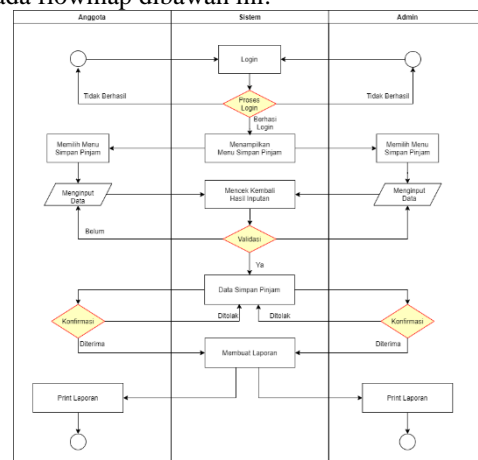 ada flowmap dibawah ini:
Anggota
Sistem
Admin
Login
Tidak Berhasil
Proses
Login
Tidak Berhasil
Berhasi
Login
Memilih Menu
Simpan Pinjam
Menampilkan
Menu Simpan Pinjam
Memilih Menu
Simpan Pinjam
Menginput
Data
Mencek Kembali
Hasil Inputan
Menginput
Data
Belum
Validasi
Ya
Data Simpan Pinjam
Konfirmasi
Ditolak
Ditolak
Konfirmasi
Diterima
Membuat Laporan
Diterima
Print Laporan
Print Laporan